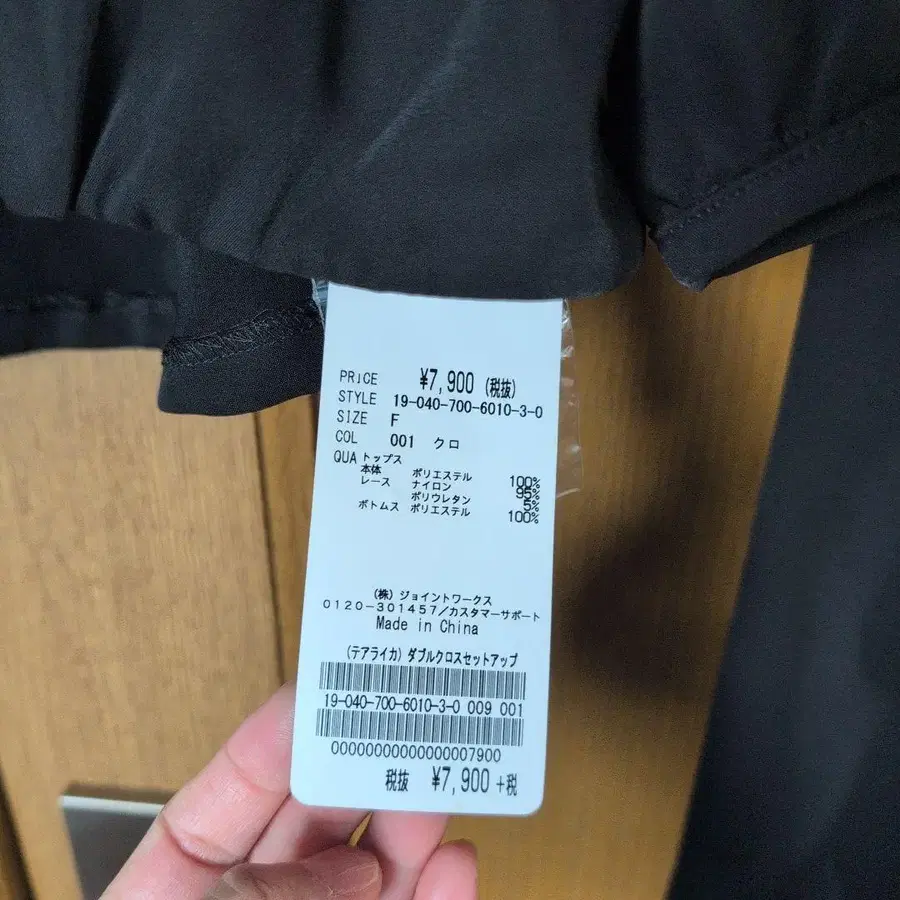 PRICE ¥7,900 (税抜)
STYLE 19-040-700-6010-3-0
SIZE F
COL 001 クロ
QUA トップス
本体 ポリエステル 100%
レース ナイロン 95%
ポリウレタン 5%
ボトムス ポリエステル 100%
(株) ジョイントワークス
0120-301457/カスタマーサポート
Made in China
(テアライカ) ダブルクロスセットアップ
19-040-700-6010-3-0 009 001
00000000000000007900
税抜 ¥7,900 +税